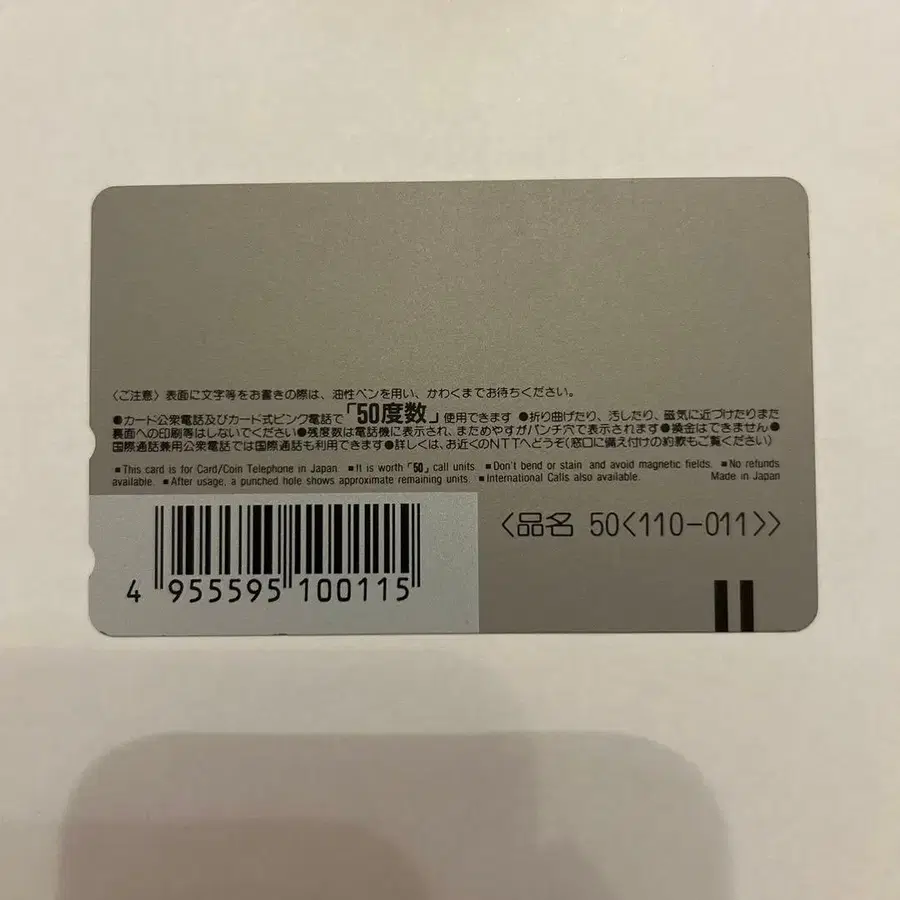 〈ご注意〉表面に文字等をお書きの際は、油性ペンを用い、かわくまでお待ちください。
●カード公衆電話及びカード式ピンク電話で「50度数」使用できます ●折り曲げたり、汚したり、磁気に近づけたりまた
裏面への印刷等はしないでください●残度数は電話機に表示され、まためやすがパンチ穴で表示されます●換金はできません●
国際通話兼用公衆電話では国際通話も利用できます●詳しくは、お近くのNTTへどうぞ(窓口に備え付けの約款もご覧ください)
■This card is for Card/Coin Telephone in Japan. ■It is worth「50」call units. ■Don't bend or stain and avoid magnetic fields. ■No refunds
available. ■After usage, a punched hole shows approximate remaining units. ■International Calls also available. Made in Japan
〈品名 50〈110-011〉〉
4 955595 100115